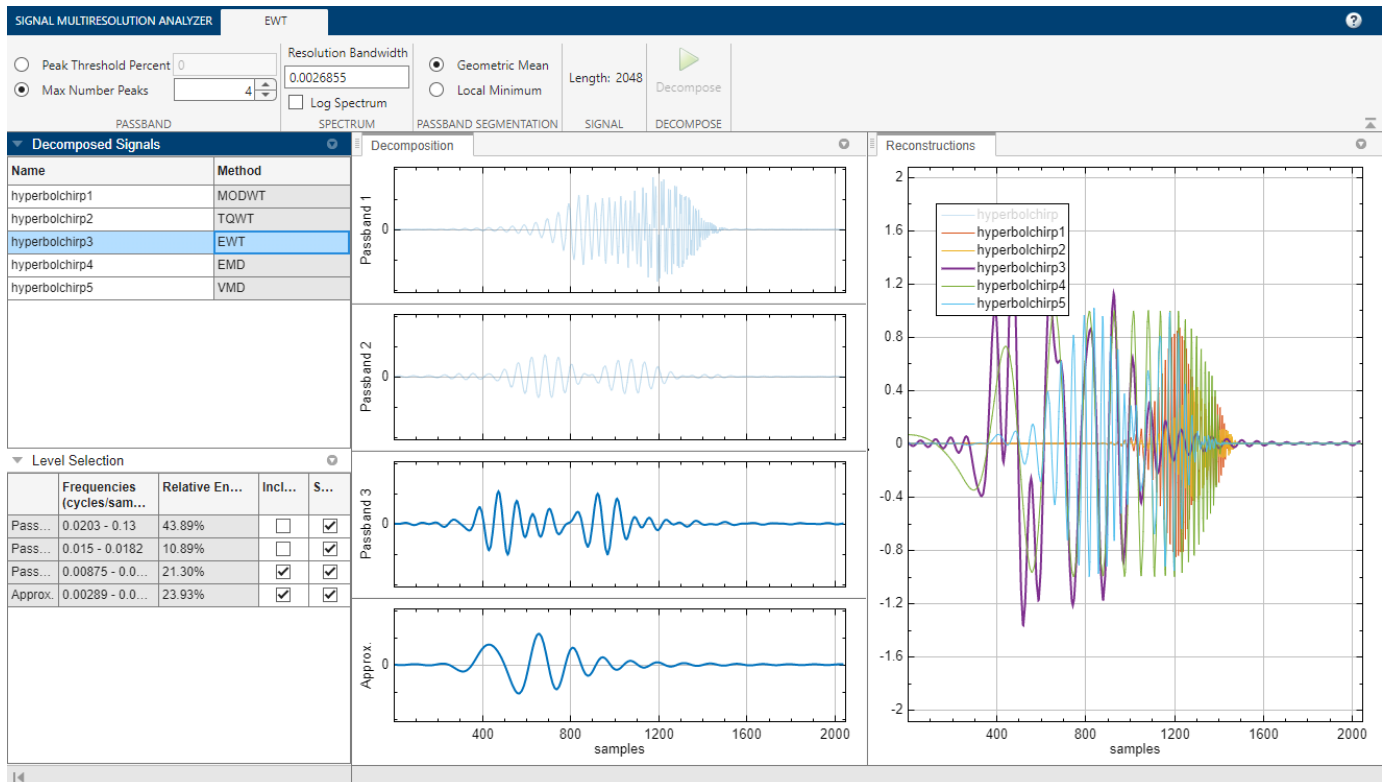 SIGNAL MULTIRESOLUTION ANALYZER
EWT
?
Peak Threshold Percent 0
Max Number Peaks 4
PASSBAND
Resolution Bandwidth
0.0026855
Log Spectrum
SPECTRUM
Geometric Mean
Local Minimum
PASSBAND SEGMENTATION
Length: 2048
SIGNAL
Decompose
DECOMPOSE
Decomposed Signals
Name Method
hyperbolchirp1 MODWT
hyperbolchirp2 TQWT
hyperbolchirp3 EWT
hyperbolchirp4 EMD
hyperbolchirp5 VMD
Level Selection
Frequencies (cycles/sam... Relative En... Incl... S...
Pass... 0.0203 - 0.13 43.89%
Pass... 0.015 - 0.0182 10.89%
Pass... 0.00875 - 0.0... 21.30%
Approx. 0.00289 - 0.0... 23.93%
Decomposition
Passband 1
0
Passband 2
0
Passband 3
0
Approx.
0
400 800 1200 1600 2000
samples
Reconstructions
2
1.6
1.2
0.8
0.4
0
-0.4
-0.8
-1.2
-1.6
-2
hyperbolchirp
hyperbolchirp1
hyperbolchirp2
hyperbolchirp3
hyperbolchirp4
hyperbolchirp5
400 800 1200 1600 2000
samples